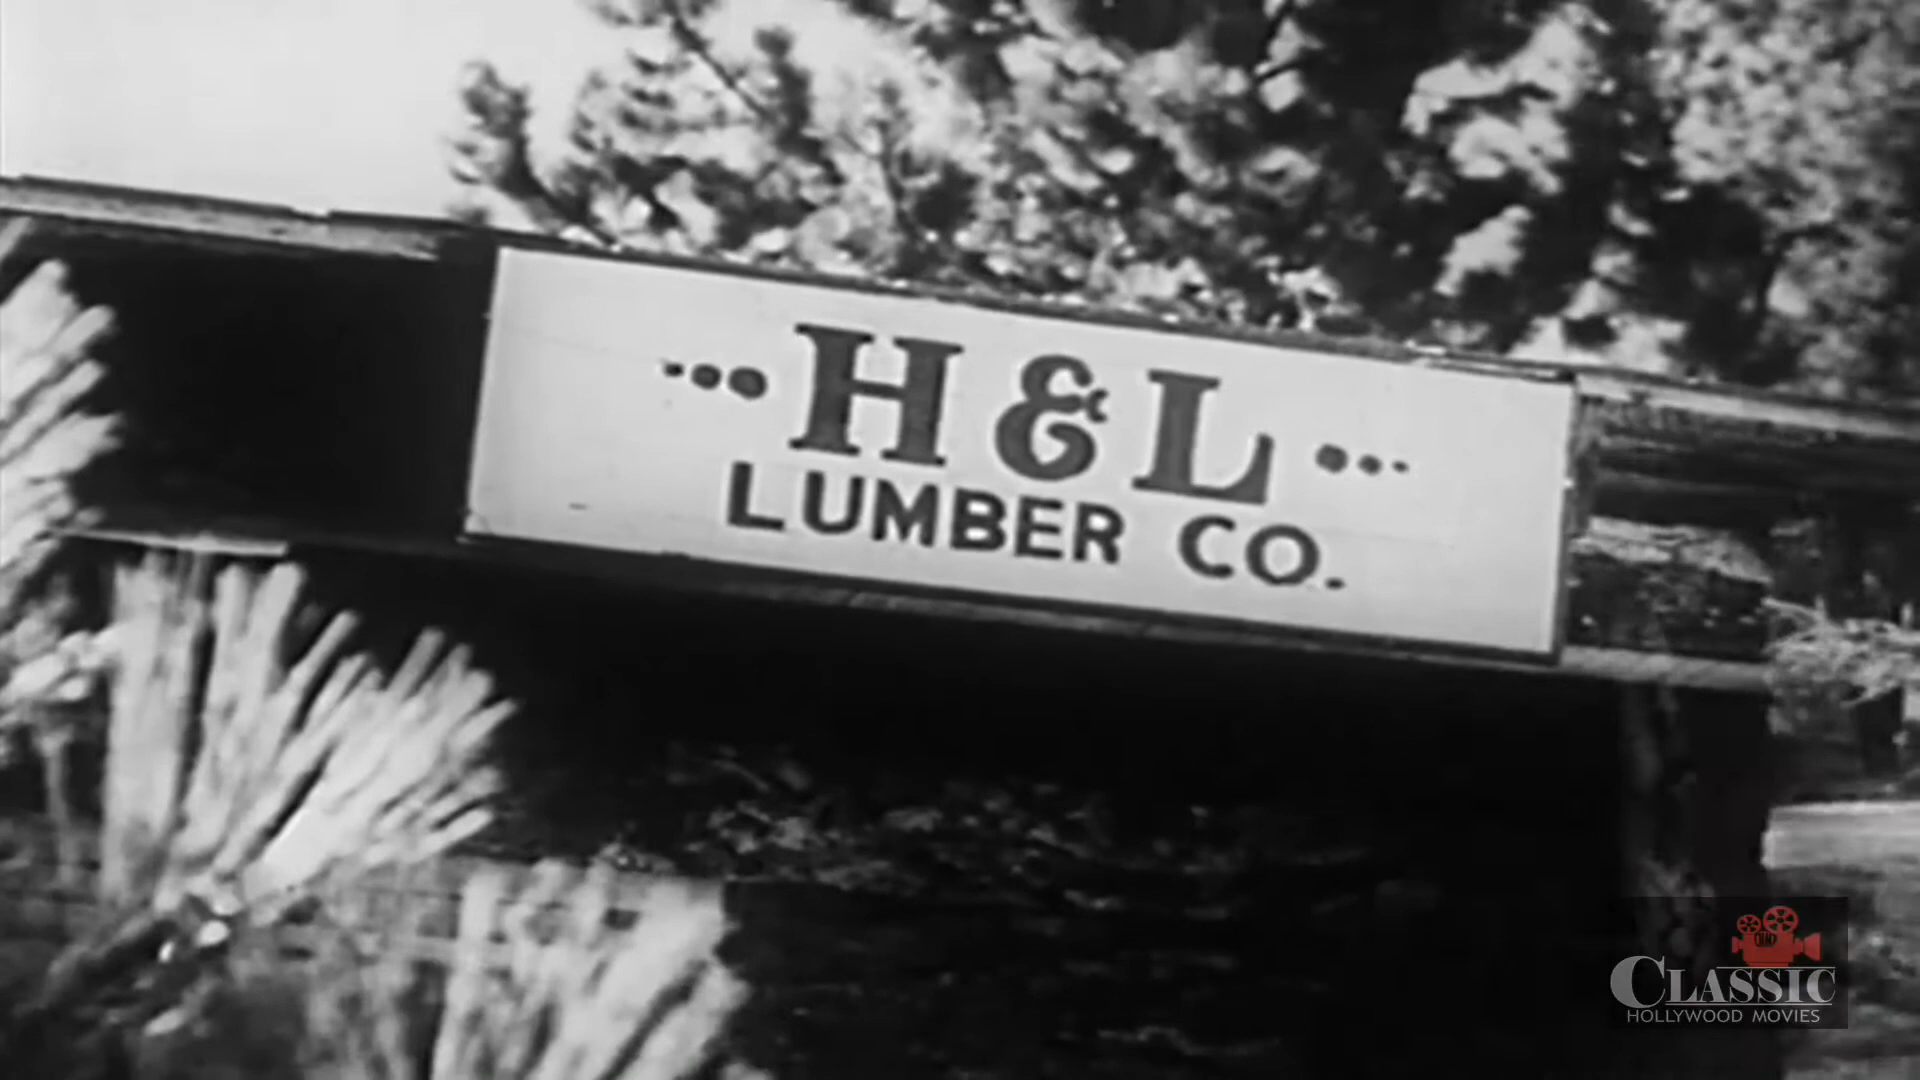 ...H & L...
LUMBER CO.
CLASSIC
HOLLYWOOD MOVIES